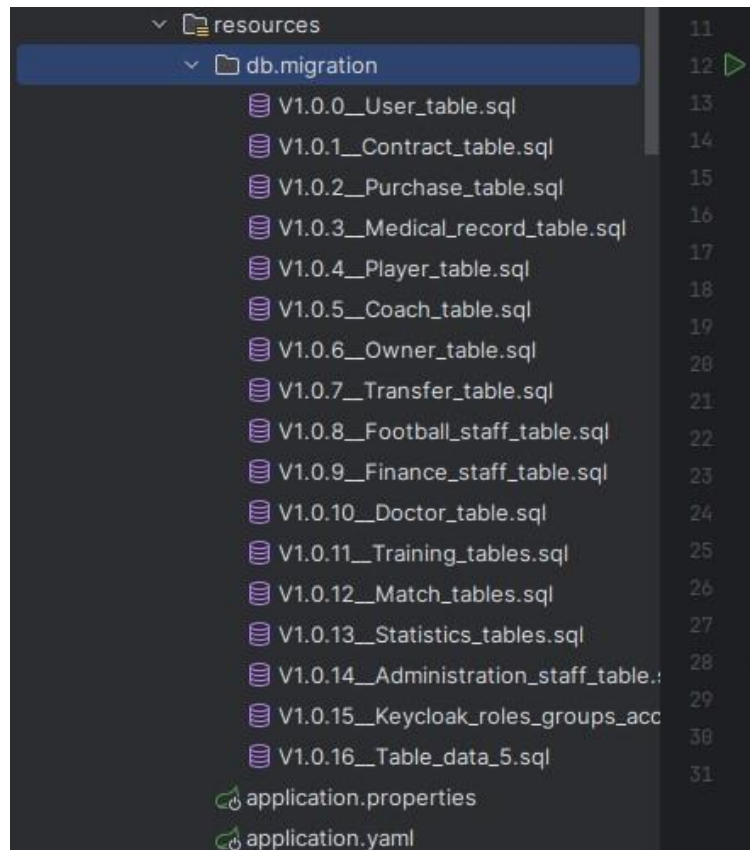 resources
db.migration
V1.0.0__User_table.sql
V1.0.1__Contract_table.sql
V1.0.2__Purchase_table.sql
V1.0.3__Medical_record_table.sql
V1.0.4__Player_table.sql
V1.0.5__Coach_table.sql
V1.0.6__Owner_table.sql
V1.0.7__Transfer_table.sql
V1.0.8__Football_staff_table.sql
V1.0.9__Finance_staff_table.sql
V1.0.10__Doctor_table.sql
V1.0.11__Training_tables.sql
V1.0.12__Match_tables.sql
V1.0.13__Statistics_tables.sql
V1.0.14__Administration_staff_table.
V1.0.15__Keycloak_roles_groups_acc
V1.0.16__Table_data_5.sql
application.properties
application.yaml
11
12
13
14
15
16
17
18
19
20
21
22
23
24
25
26
27
28
29
30
31